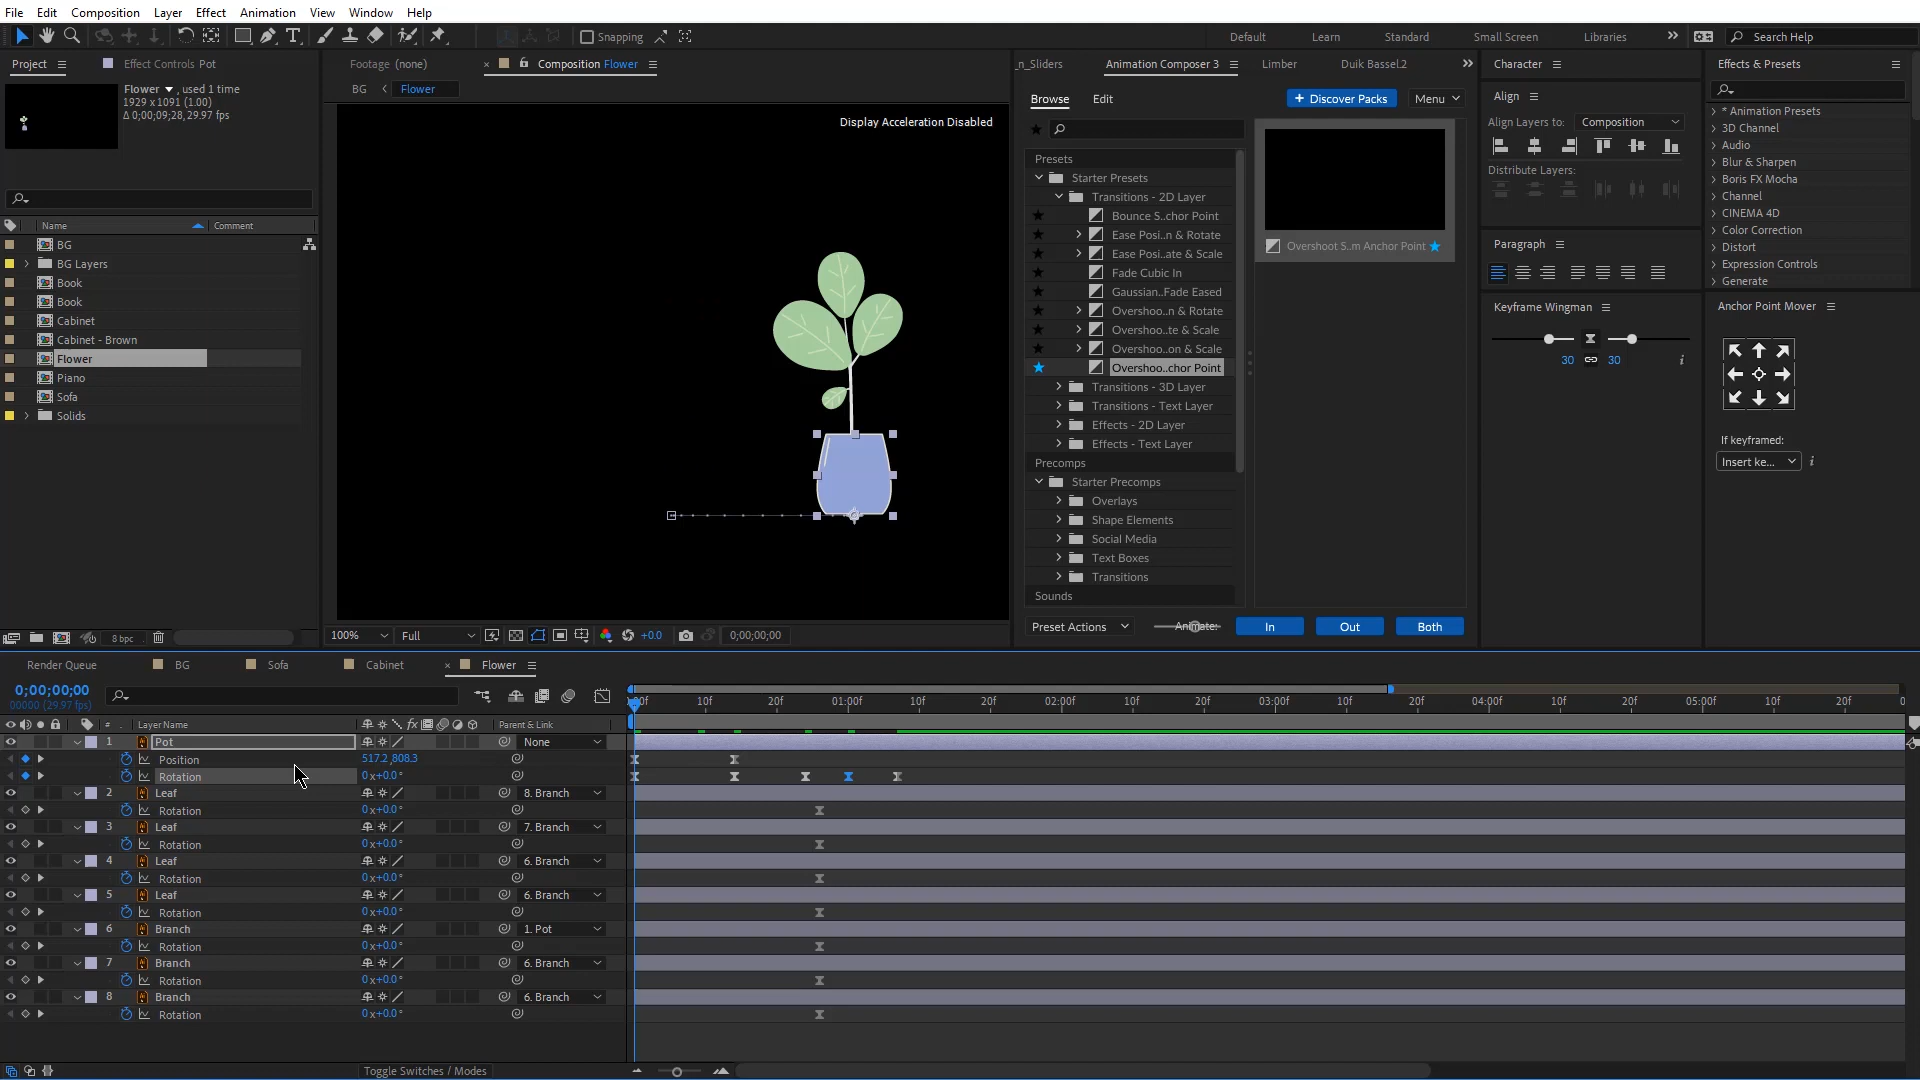 File Edit Composition Layer Effect Animation View Window Help
Snapping Default Learn Standard Small Screen Libraries Search Help
Project Effect Controls Pot
Flower , used 1 time
1929 x 1091 (1.00)
Δ 0;00;09;28, 29.97 fps
Name Comment
BG
BG Layers
Book
Book
Cabinet
Cabinet - Brown
Flower
Piano
Sofa
Solids
8 bpc
Footage (none) Composition Flower
BG Flower
Display Acceleration Disabled
100% Full +0.0 0;00;00;00
_n_Sliders Animation Composer 3 Limber Duik Bassel.2
Browse Edit + Discover Packs Menu
Presets
Starter Presets
Transitions - 2D Layer
Bounce S..chor Point
Ease Posi..n & Rotate
Ease Posi..ate & Scale
Fade Cubic In
Gaussian..Fade Eased
Overshoo..n & Rotate
Overshoo..te & Scale
Overshoo..on & Scale
Overshoo..chor Point
Transitions - 3D Layer
Transitions - Text Layer
Effects - 2D Layer
Effects - Text Layer
Precomps
Starter Precomps
Overlays
Shape Elements
Social Media
Text Boxes
Transitions
Sounds
Overshoot S..m Anchor Point
Preset Actions Animate: In Out Both
Character
Align
Align Layers to: Composition
Distribute Layers:
Paragraph
Keyframe Wingman
30 30 i
Effects & Presets
* Animation Presets
3D Channel
Audio
Blur & Sharpen
Boris FX Mocha
Channel
CINEMA 4D
Color Correction
Distort
Expression Controls
Generate
Anchor Point Mover
If keyframed:
Insert ke... i
Render Queue BG Sofa Cabinet Flower
0;00;00;00
00000 (29.97 fps)
:00f 10f 20f 01:00f 10f 20f 02:00f 10f 20f 03:00f 10f 20f 04:00f 10f 20f 05:00f 10f 20f 0
# Layer Name fx Parent & Link
1 Pot None
Position 517.2,808.3
Rotation 0x+0.0°
2 Leaf 8. Branch
Rotation 0x+0.0°
3 Leaf 7. Branch
Rotation 0x+0.0°
4 Leaf 6. Branch
Rotation 0x+0.0°
5 Leaf 6. Branch
Rotation 0x+0.0°
6 Branch 1. Pot
Rotation 0x+0.0°
7 Branch 6. Branch
Rotation 0x+0.0°
8 Branch 6. Branch
Rotation 0x+0.0°
Toggle Switches / Modes